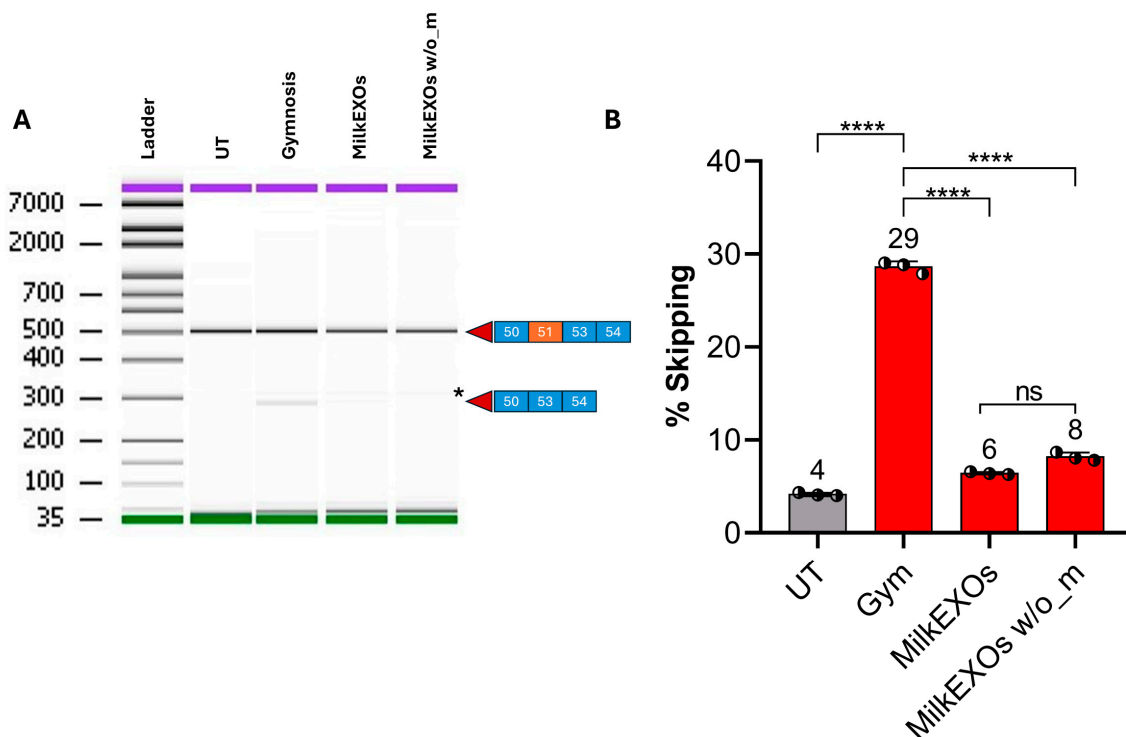 A
Ladder
UT
Gymnosis
MilkEXOs
MilkEXOs w/o_m
7000
2000
700
500
400
300
200
100
35
50 51 53 54
*
50 53 54
B
% Skipping
40
30
20
10
0
****
****
****
ns
4
29
6
8
UT
Gym
MilkEXOs
MilkEXOs w/o_m